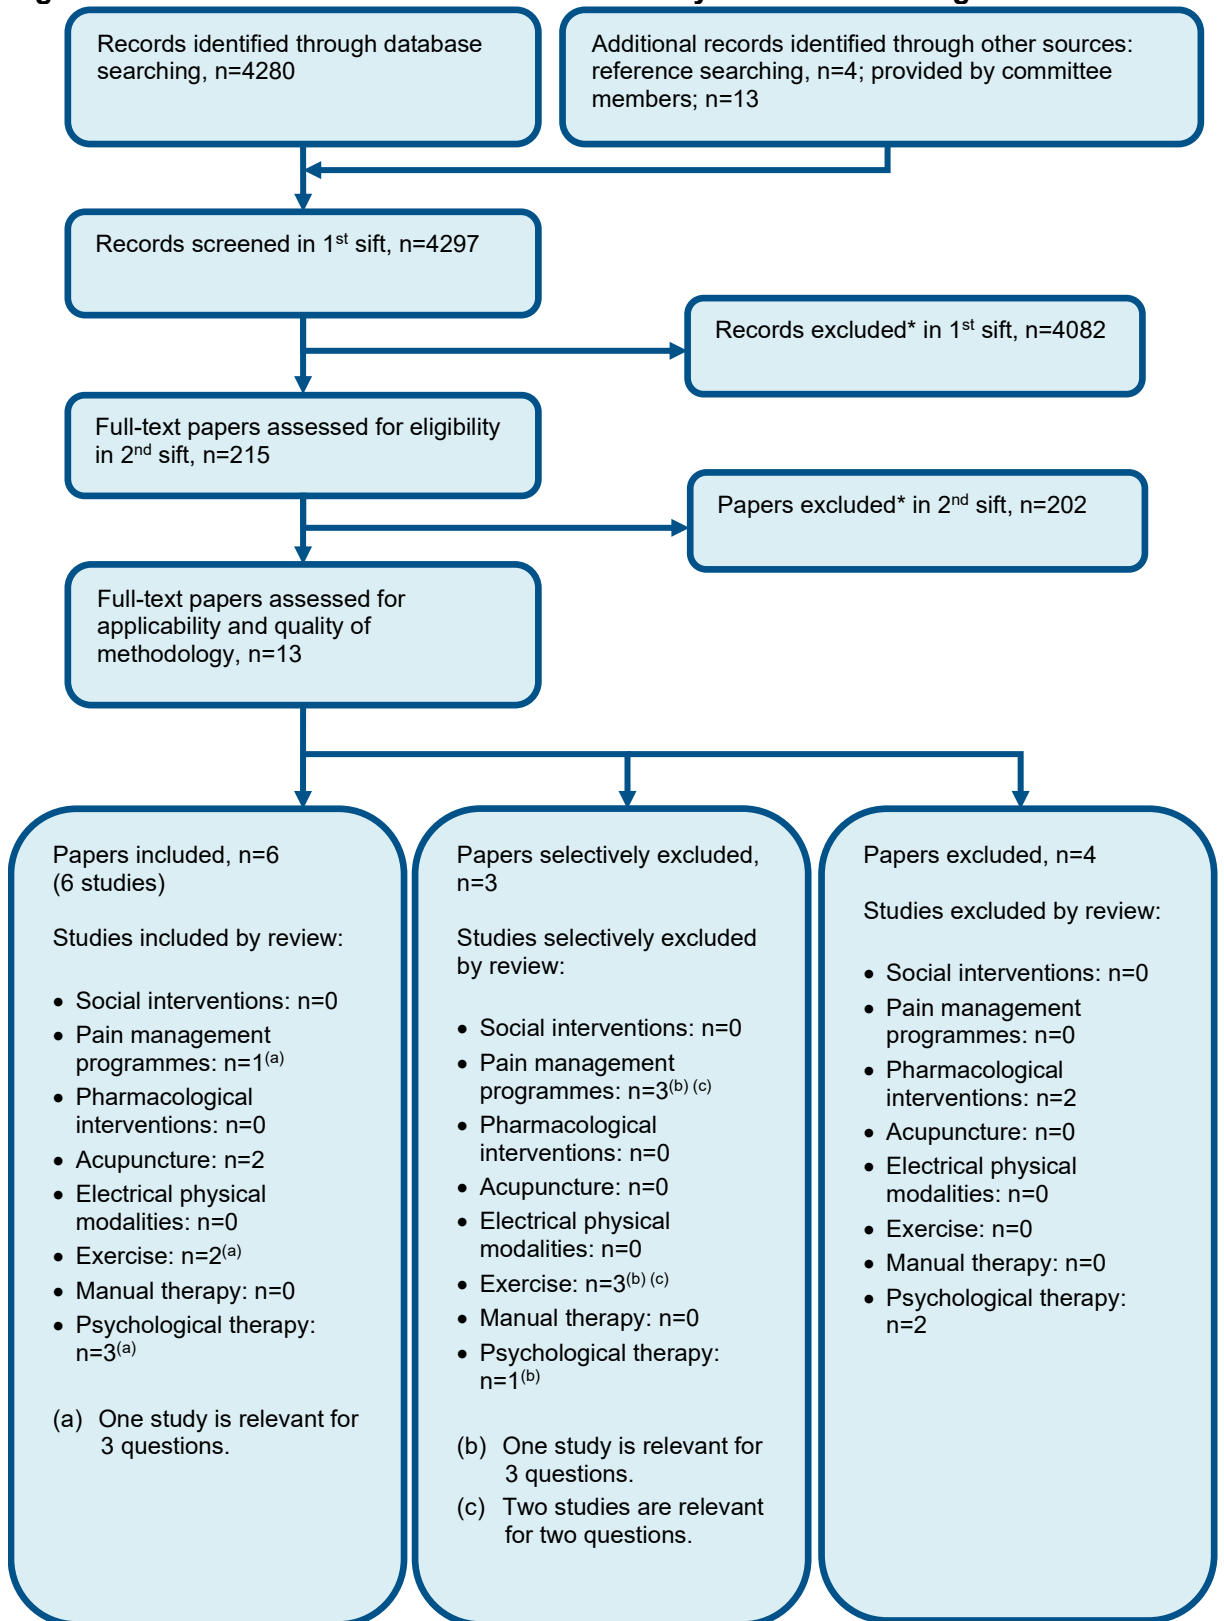 Records identified through database
searching, n=4280
Additional records identified through other sources:
reference searching, n=4; provided by committee
members; n=13
Records screened in 1st sift, n=4297
Records excluded* in 1st sift, n=4082
Full-text papers assessed for eligibility
in 2nd sift, n=215
Papers excluded* in 2nd sift, n=202
Full-text papers assessed for
applicability and quality of
methodology, n=13
Papers included, n=6
(6 studies)
Studies included by review:
• Social interventions: n=0
• Pain management
programmes: n=1(a)
• Pharmacological
interventions: n=0
• Acupuncture: n=2
• Electrical physical
modalities: n=0
• Exercise: n=2(a)
• Manual therapy: n=0
• Psychological therapy:
n=3(a)
(a) One study is relevant for
3 questions.
Papers selectively excluded,
n=3
Studies selectively excluded
by review:
• Social interventions: n=0
• Pain management
programmes: n=3(b) (c)
• Pharmacological
interventions: n=0
• Acupuncture: n=0
• Electrical physical
modalities: n=0
• Exercise: n=3(b) (c)
• Manual therapy: n=0
• Psychological therapy:
n=1(b)
(b) One study is relevant for
3 questions.
(c) Two studies are relevant
for two questions.
Papers excluded, n=4
Studies excluded by review:
• Social interventions: n=0
• Pain management
programmes: n=0
• Pharmacological
interventions: n=2
• Acupuncture: n=0
• Electrical physical
modalities: n=0
• Exercise: n=0
• Manual therapy: n=0
• Psychological therapy:
n=2